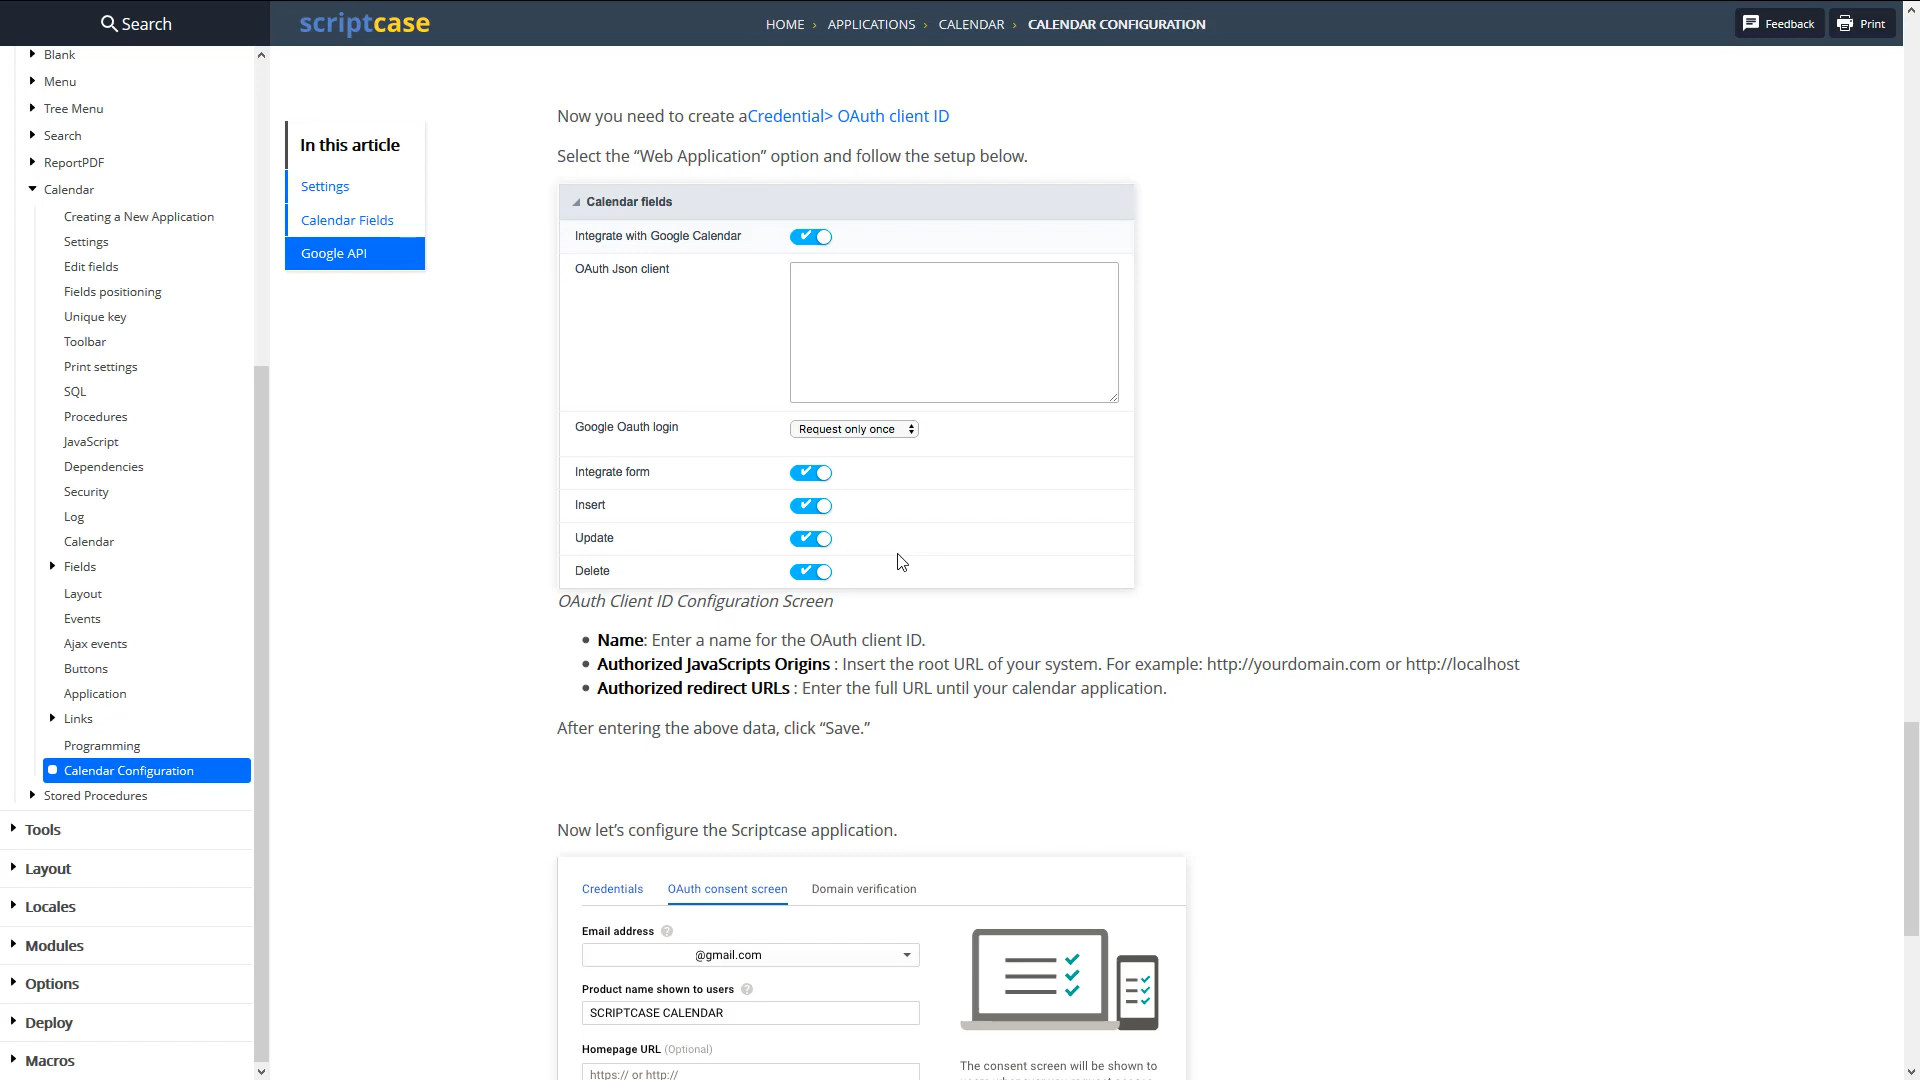 Search
scriptcase
HOME › APPLICATIONS › CALENDAR › CALENDAR CONFIGURATION
Feedback
Print
Blank
Menu
Tree Menu
Search
ReportPDF
Calendar
Creating a New Application
Settings
Edit fields
Fields positioning
Unique key
Toolbar
Print settings
SQL
Procedures
JavaScript
Dependencies
Security
Log
Calendar
Fields
Layout
Events
Ajax events
Buttons
Application
Links
Programming
Calendar Configuration
Stored Procedures
Tools
Layout
Locales
Modules
Options
Deploy
Macros
In this article
Settings
Calendar Fields
Google API
Now you need to create aCredential> OAuth client ID
Select the “Web Application” option and follow the setup below.
Calendar fields
Integrate with Google Calendar
OAuth Json client
Google Oauth login
Request only once
Integrate form
Insert
Update
Delete
OAuth Client ID Configuration Screen
Name: Enter a name for the OAuth client ID.
Authorized JavaScripts Origins : Insert the root URL of your system. For example: http://yourdomain.com or http://localhost
Authorized redirect URLs : Enter the full URL until your calendar application.
After entering the above data, click “Save.”
Now let’s configure the Scriptcase application.
Credentials
OAuth consent screen
Domain verification
Email address ?
@gmail.com
Product name shown to users ?
SCRIPTCASE CALENDAR
Homepage URL (Optional)
https:// or http://
The consent screen will be shown to